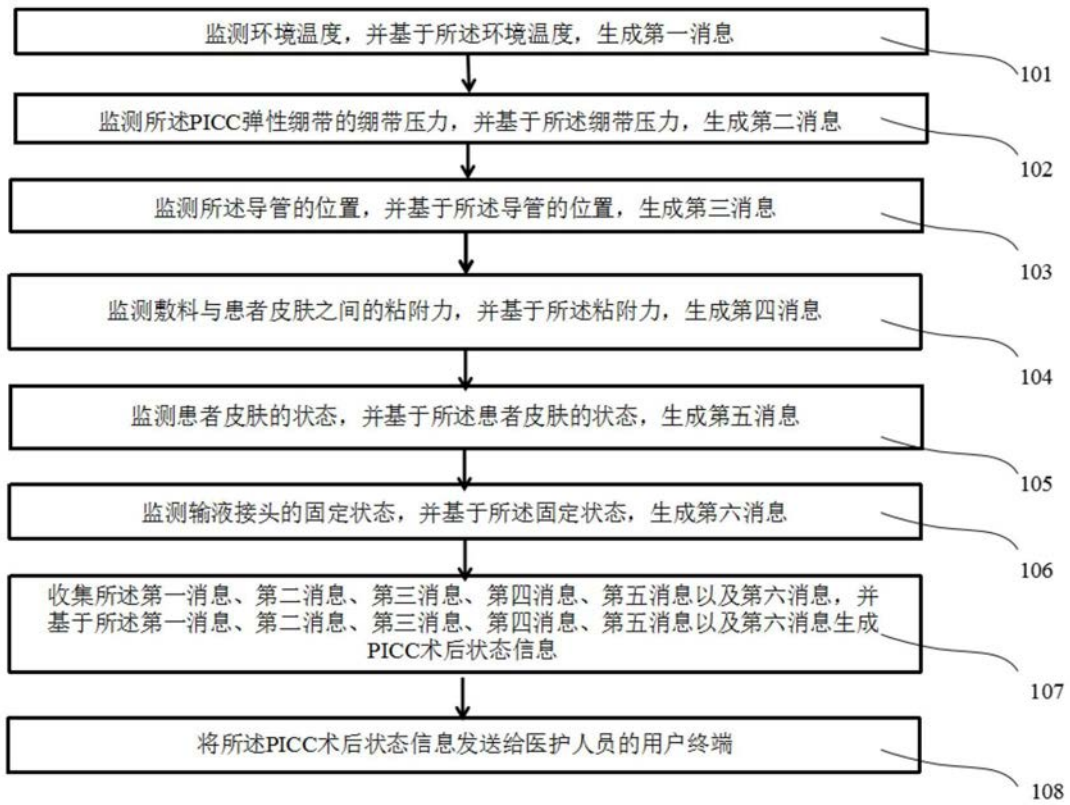 监测环境温度，并基于所述环境温度，生成第一消息
101
监测所述PICC弹性绷带的绷带压力，并基于所述绷带压力，生成第二消息
102
监测所述导管的位置，并基于所述导管的位置，生成第三消息
103
监测敷料与患者皮肤之间的粘附力，并基于所述粘附力，生成第四消息
104
监测患者皮肤的状态，并基于所述患者皮肤的状态，生成第五消息
105
监测输液接头的固定状态，并基于所述固定状态，生成第六消息
106
收集所述第一消息、第二消息、第三消息、第四消息、第五消息以及第六消息，并
基于所述第一消息、第二消息、第三消息、第四消息、第五消息以及第六消息生成
PICC术后状态信息
107
将所述PICC术后状态信息发送给医护人员的用户终端
108